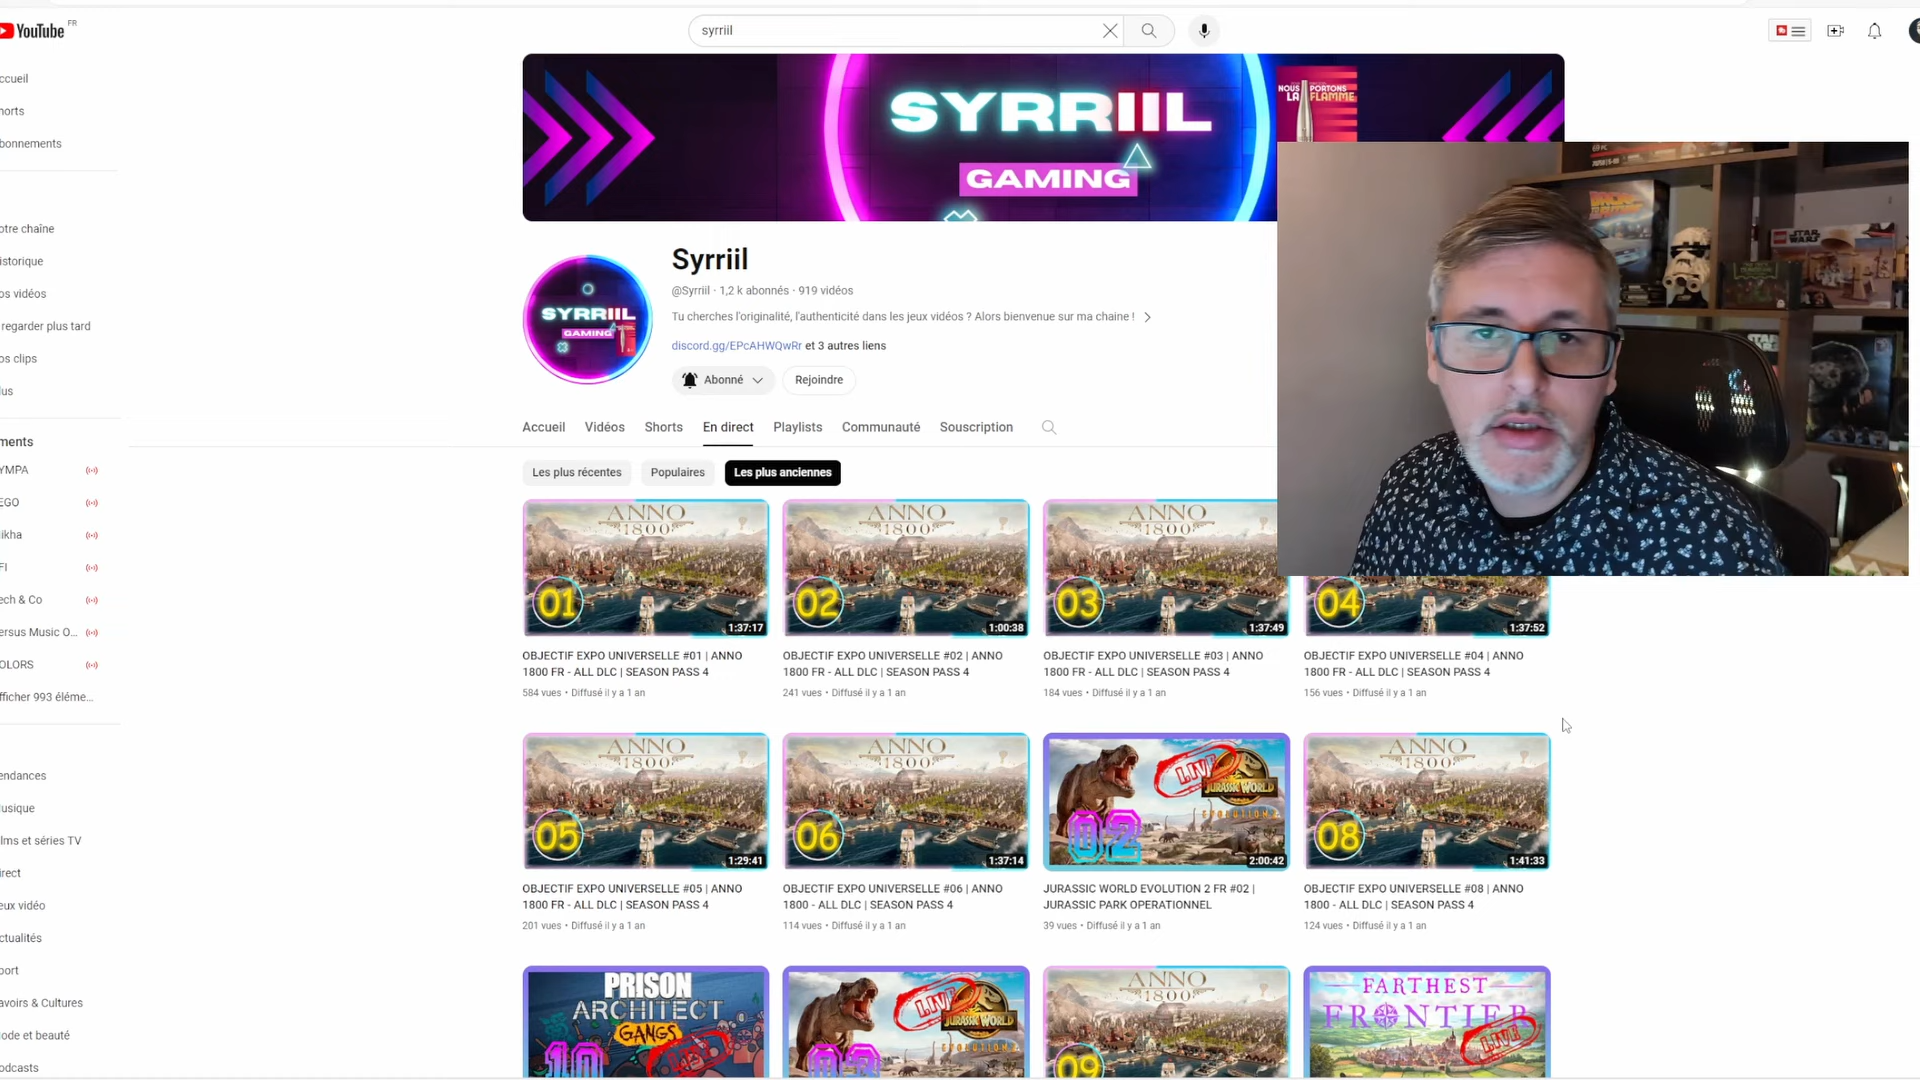 YouTube FR
syrriil
SYRRIIL
GAMING
NOUS PORTONS
LA FLAMME
ccueil
horts
bonnements
otre chaîne
istorique
os vidéos
regarder plus tard
os clips
lus
ments
YMPA
EGO
ikha
FI
ech & Co
ersus Music O...
OLORS
fficher 993 éléme...
endances
usique
ilms et séries TV
irect
eux vidéo
ctualités
port
avoirs & Cultures
ode et beauté
odcasts
SYRRIIL
GAMING
Syrriil
@Syrriil · 1,2 k abonnés · 919 vidéos
Tu cherches l'originalité, l'authenticité dans les jeux vidéos ? Alors bienvenue sur ma chaine !
discord.gg/EPcAHWQwRr et 3 autres liens
Abonné
Rejoindre
Accueil Vidéos Shorts En direct Playlists Communauté Souscription
Les plus récentes Populaires Les plus anciennes
STAR WARS
ANNO 1800 01 1:37:17
ANNO 1800 02 1:00:38
ANNO 1800 03 1:37:49
04 1:37:52
OBJECTIF EXPO UNIVERSELLE #01 | ANNO
1800 FR - ALL DLC | SEASON PASS 4
584 vues • Diffusé il y a 1 an
OBJECTIF EXPO UNIVERSELLE #02 | ANNO
1800 FR - ALL DLC | SEASON PASS 4
241 vues • Diffusé il y a 1 an
OBJECTIF EXPO UNIVERSELLE #03 | ANNO
1800 FR - ALL DLC | SEASON PASS 4
184 vues • Diffusé il y a 1 an
OBJECTIF EXPO UNIVERSELLE #04 | ANNO
1800 FR - ALL DLC | SEASON PASS 4
156 vues • Diffusé il y a 1 an
ANNO 1800 05 1:29:41
ANNO 1800 06 1:37:14
LIVE JURASSIC WORLD EVOLUTION 2 02 2:00:42
ANNO 1800 08 1:41:33
OBJECTIF EXPO UNIVERSELLE #05 | ANNO
1800 FR - ALL DLC | SEASON PASS 4
201 vues • Diffusé il y a 1 an
OBJECTIF EXPO UNIVERSELLE #06 | ANNO
1800 - ALL DLC | SEASON PASS 4
114 vues • Diffusé il y a 1 an
JURASSIC WORLD EVOLUTION 2 FR #02 |
JURASSIC PARK OPERATIONNEL
39 vues • Diffusé il y a 1 an
OBJECTIF EXPO UNIVERSELLE #08 | ANNO
1800 - ALL DLC | SEASON PASS 4
124 vues • Diffusé il y a 1 an
PRISON
ARCHITECT
GANGS
LIVE
10
LIVE
JURASSIC WORLD
ANNO
1800
09
FARTHEST
FRONTIER
LIVE